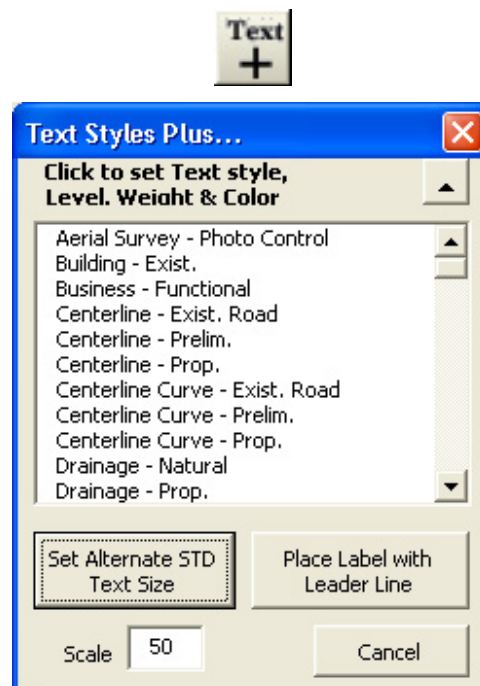 Text
Text Styles Plus...
Click to set Text style,
Level. Weight & Color
Aerial Survey - Photo Control
Building - Exist.
Business - Functional
Centerline - Exist. Road
Centerline - Prelim.
Centerline - Prop.
Centerline Curve - Exist. Road
Centerline Curve - Prelim.
Centerline Curve - Prop.
Drainage - Natural
Drainage - Prop.
Set Alternate STD
Text Size
Place Label with
Leader Line
Scale 50
Cancel